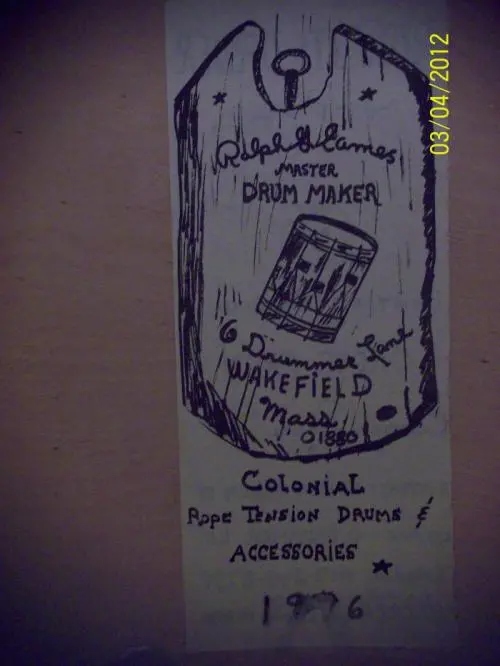 Ralph G Eames
MASTER
DRUM MAKER
6 Drummer Lane
WAKEFIELD
Mass
01880
COLONIAL
ROPE TENSION DRUMS &
ACCESSORIES
1976
03/04/2012